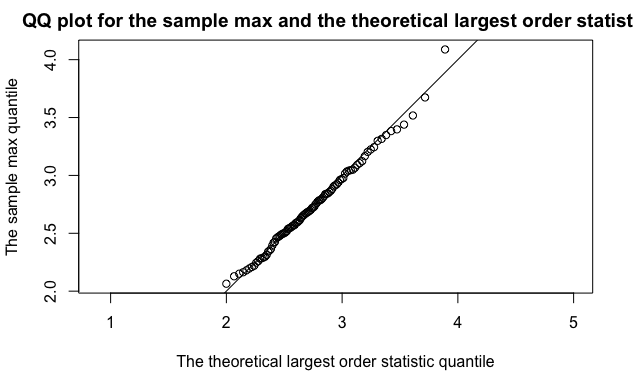 QQ plot for the sample max and the theoretical largest order statist
The sample max quantile
4.0
3.5
3.0
2.5
2.0
1 2 3 4 5
The theoretical largest order statistic quantile